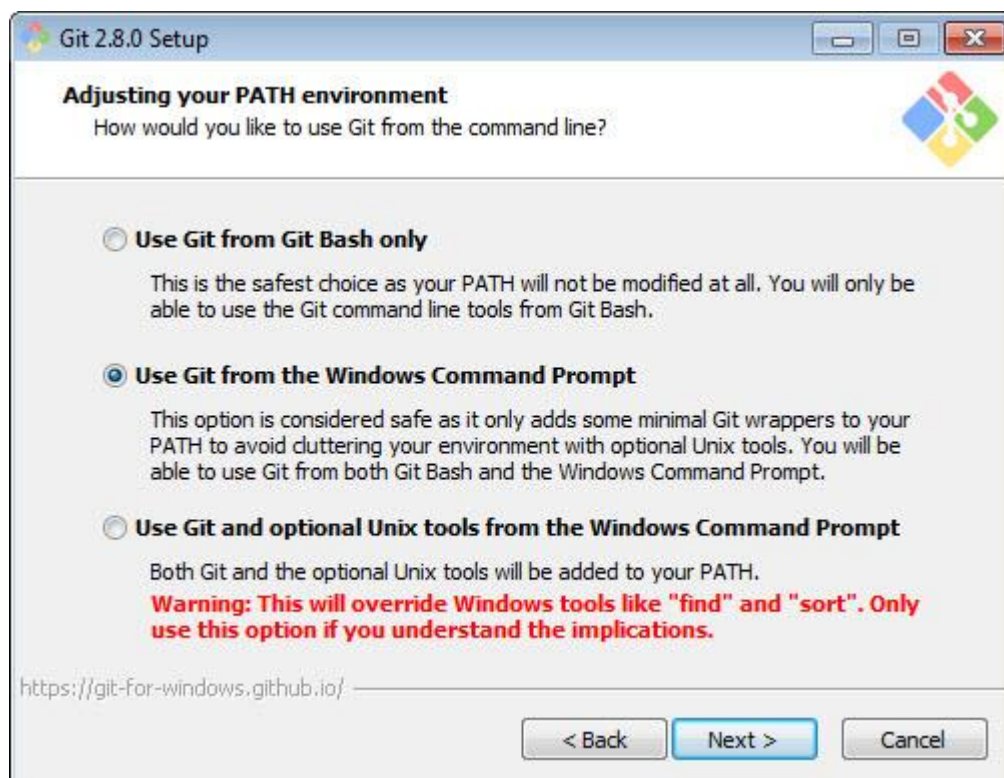 Git 2.8.0 Setup
Adjusting your PATH environment
How would you like to use Git from the command line?
Use Git from Git Bash only
This is the safest choice as your PATH will not be modified at all. You will only be
able to use the Git command line tools from Git Bash.
Use Git from the Windows Command Prompt
This option is considered safe as it only adds some minimal Git wrappers to your
PATH to avoid cluttering your environment with optional Unix tools. You will be
able to use Git from both Git Bash and the Windows Command Prompt.
Use Git and optional Unix tools from the Windows Command Prompt
Both Git and the optional Unix tools will be added to your PATH.
Warning: This will override Windows tools like "find" and "sort". Only
use this option if you understand the implications.
https://git-for-windows.github.io/
< Back Next > Cancel